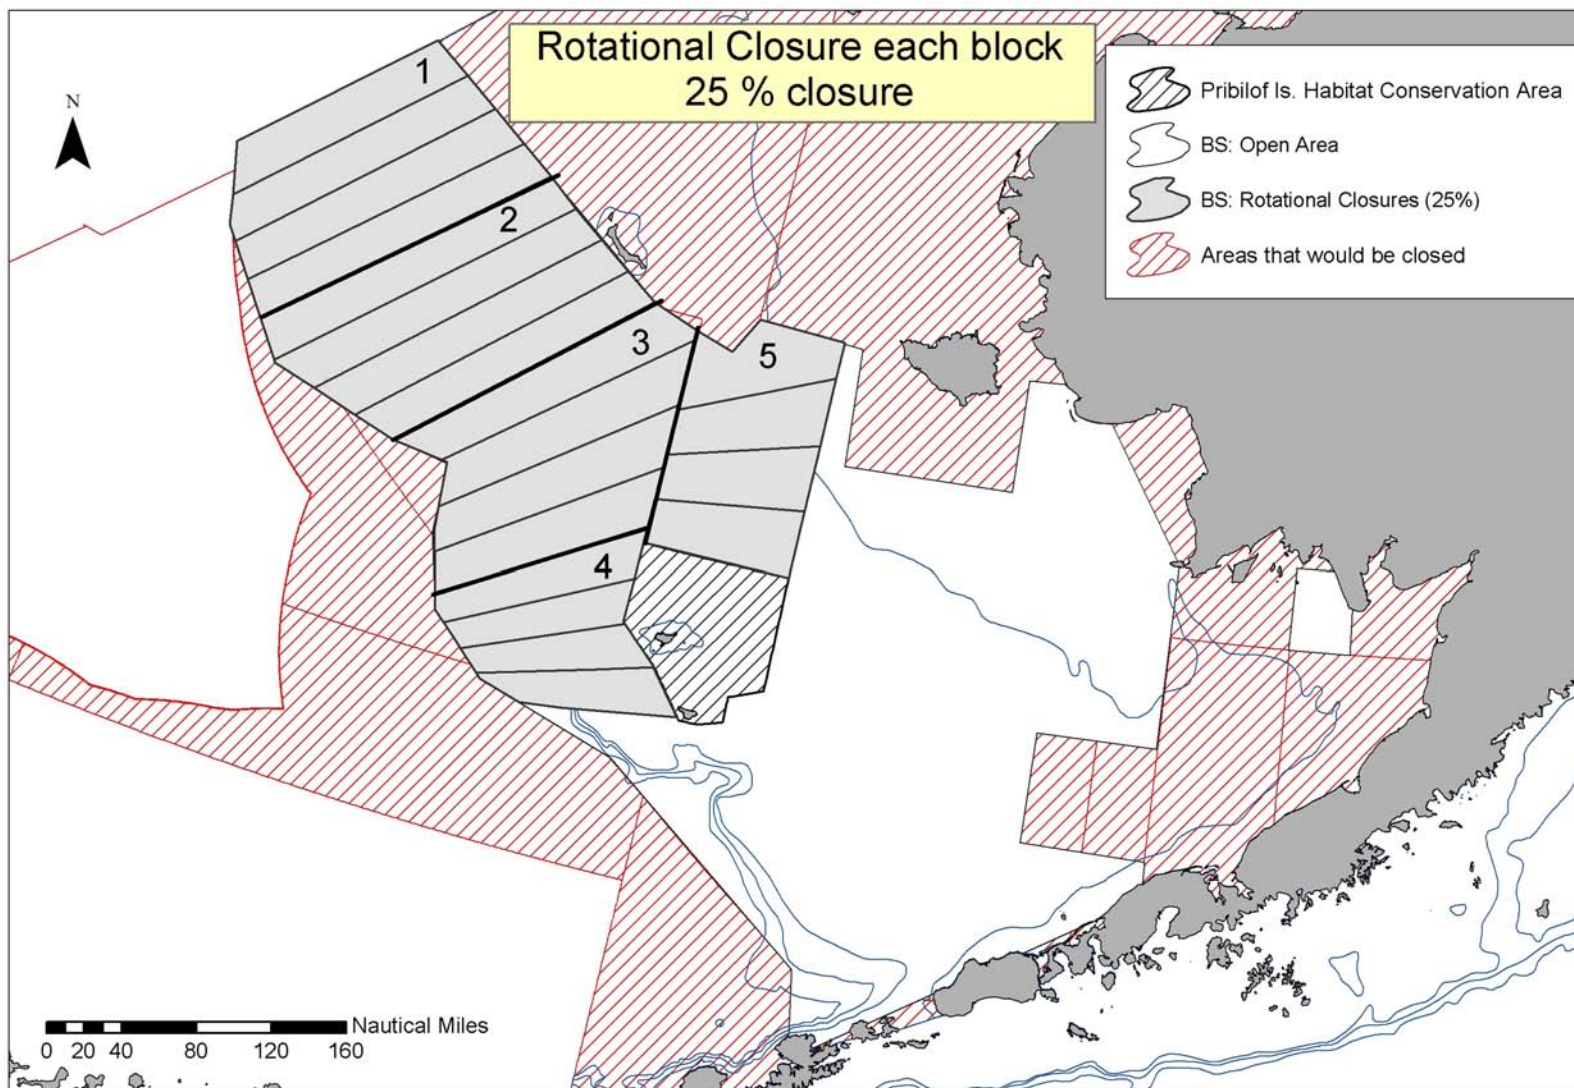 Rotational Closure each block
25 % closure
N
Pribilof Is. Habitat Conservation Area
BS: Open Area
BS: Rotational Closures (25%)
Areas that would be closed
1
2
3
5
4
Nautical Miles
0 20 40 80 120 160